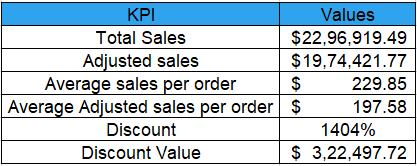 KPI Values
Total Sales $22,96,919.49
Adjusted sales $19,74,421.77
Average sales per order $ 229.85
Average Adjusted sales per order $ 197.58
Discount 1404%
Discount Value $ 3,22,497.72